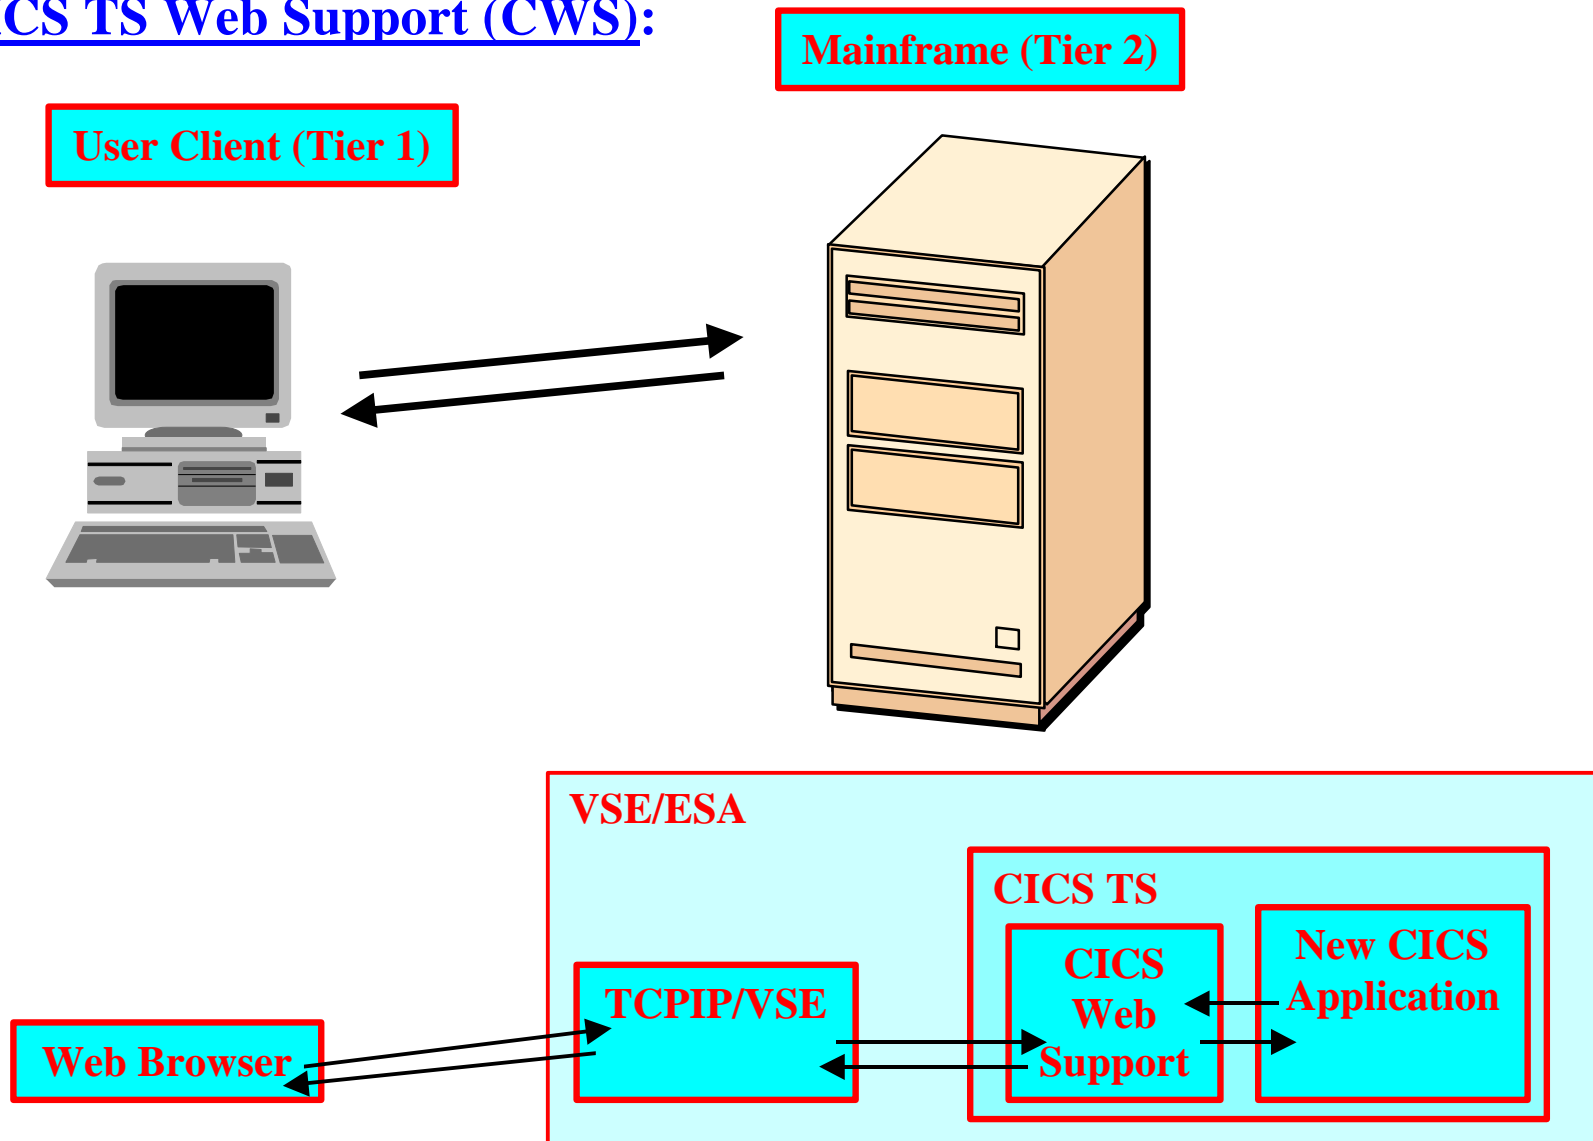 ICS TS Web Support (CWS):
Mainframe (Tier 2)
User Client (Tier 1)
VSE/ESA
CICS TS
CICS
Web
Support
New CICS
Application
TCPIP/VSE
Web Browser